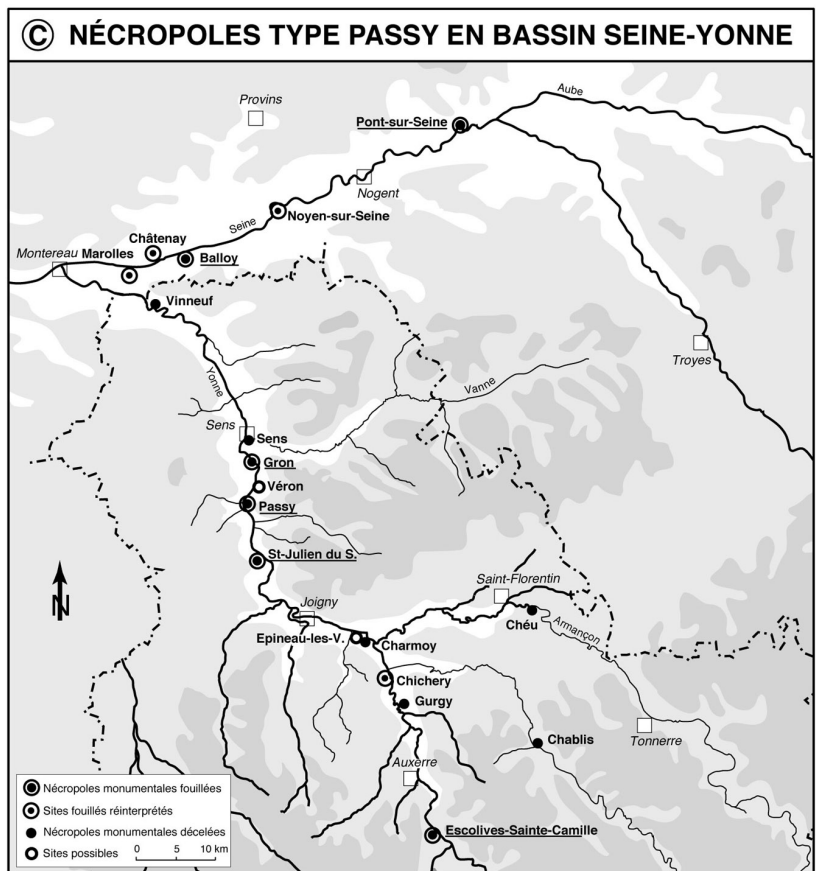 Ⓒ NÉCROPOLES TYPE PASSY EN BASSIN SEINE-YONNE
Aube
Provins
Pont-sur-Seine
Nogent
Noyen-sur-Seine
Seine
Châtenay
Montereau
Marolles
Balloy
Vinneuf
Troyes
Yonne
Vanne
Sens
Sens
Gron
Véron
Passy
St-Julien du S.
Saint-Florentin
Joigny
Chéu
Armançon
Epineau-les-V.
Charmoy
Chichery
Gurgy
Tonnerre
Chablis
Auxerre
Escolives-Sainte-Camille
N
Nécropoles monumentales fouillées
Sites fouillés réinterprétés
Nécropoles monumentales décelées
Sites possibles
0 5 10 km